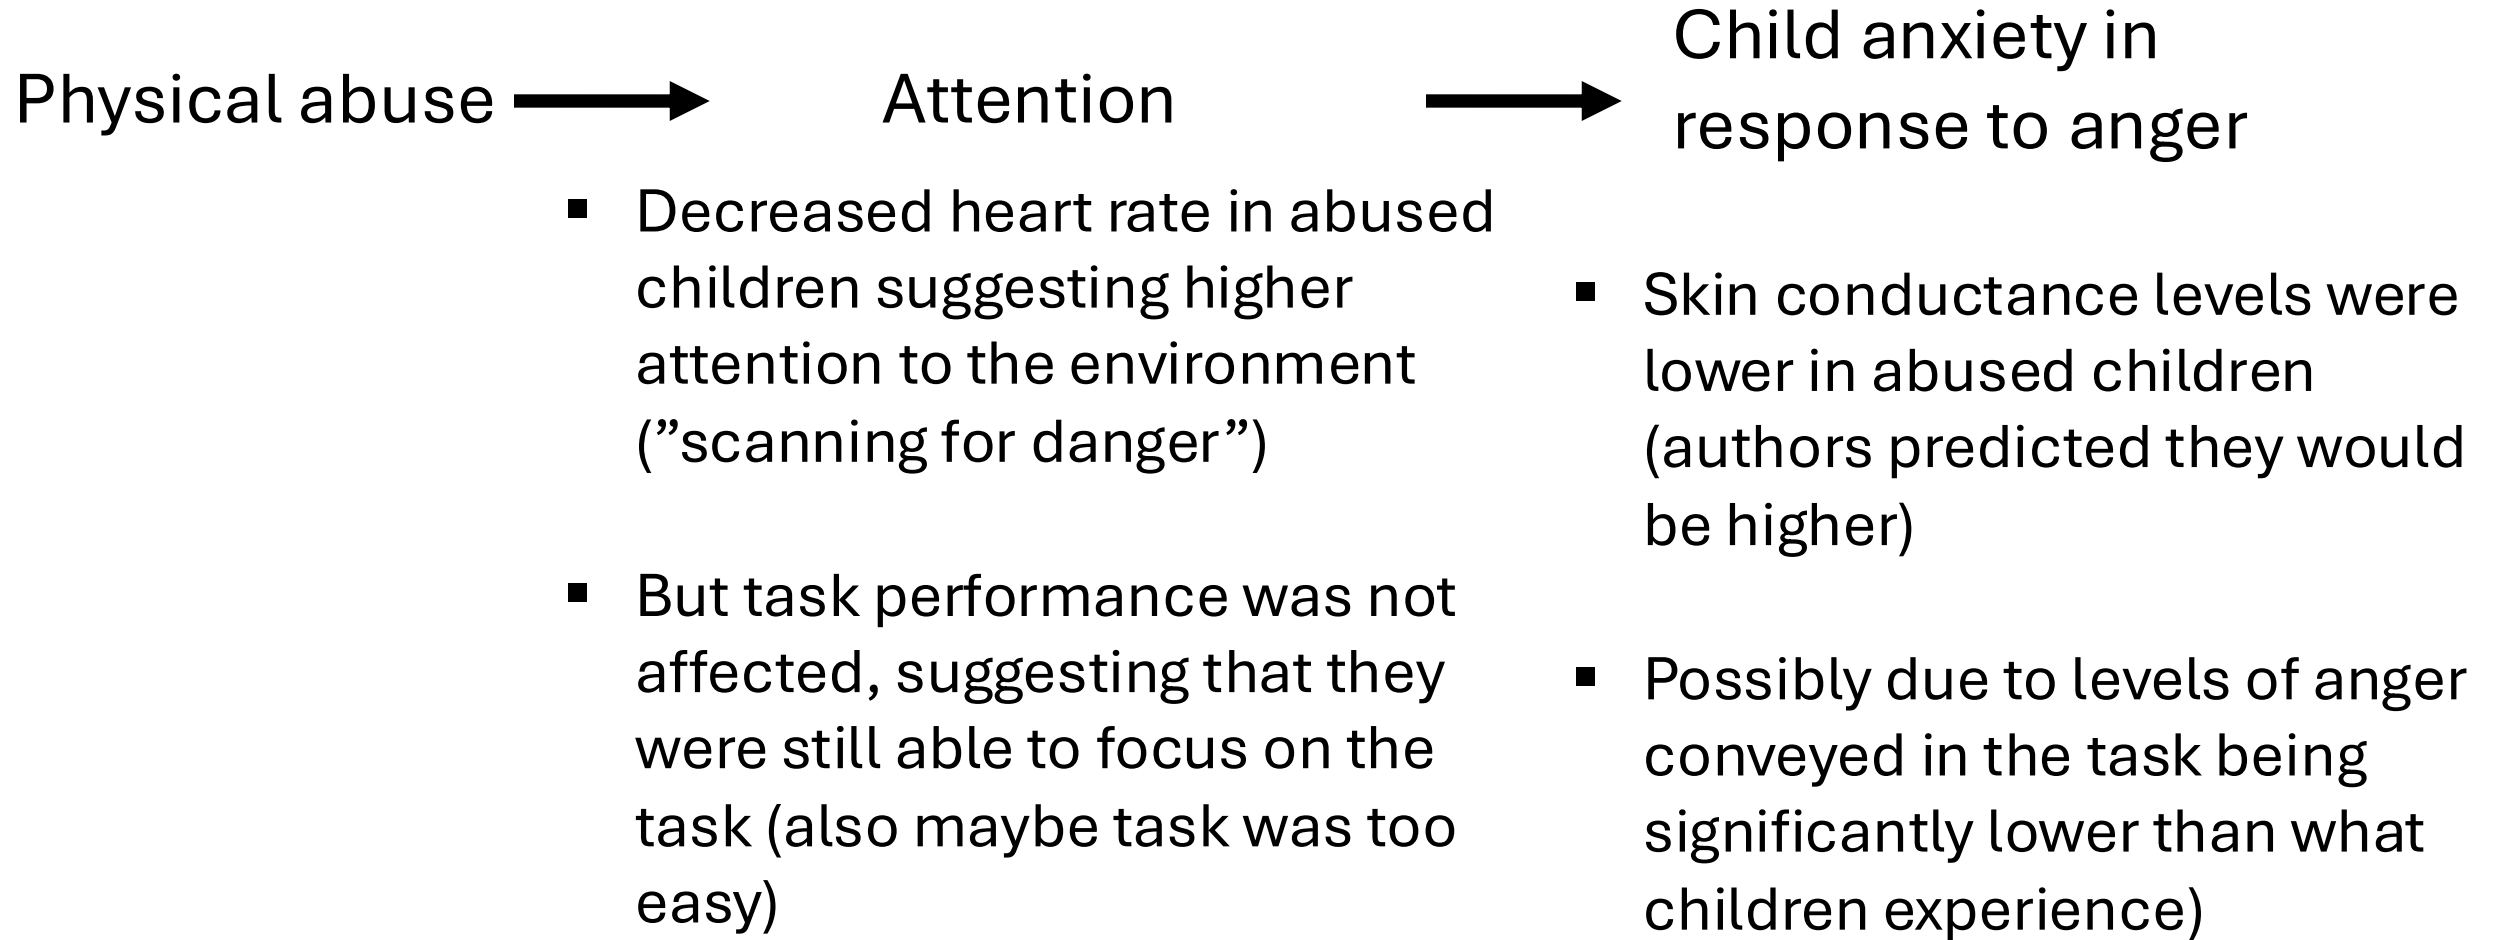 Physical abuse
Attention
Child anxiety in
response to anger
▪ Decreased heart rate in abused
children suggesting higher
attention to the environment
(”scanning for danger”)
▪ But task performance was not
affected, suggesting that they
were still able to focus on the
task (also maybe task was too
easy)
▪ Skin conductance levels were
lower in abused children
(authors predicted they would
be higher)
▪ Possibly due to levels of anger
conveyed in the task being
significantly lower than what
children experience)